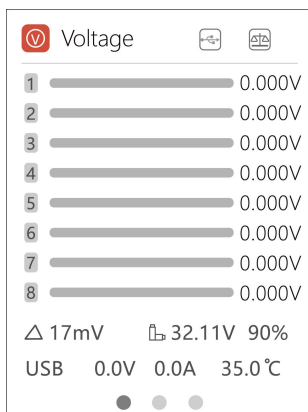 Voltage
1 0.000V
2 0.000V
3 0.000V
4 0.000V
5 0.000V
6 0.000V
7 0.000V
8 0.000V
△ 17mV 32.11V 90%
USB 0.0V 0.0A 35.0℃